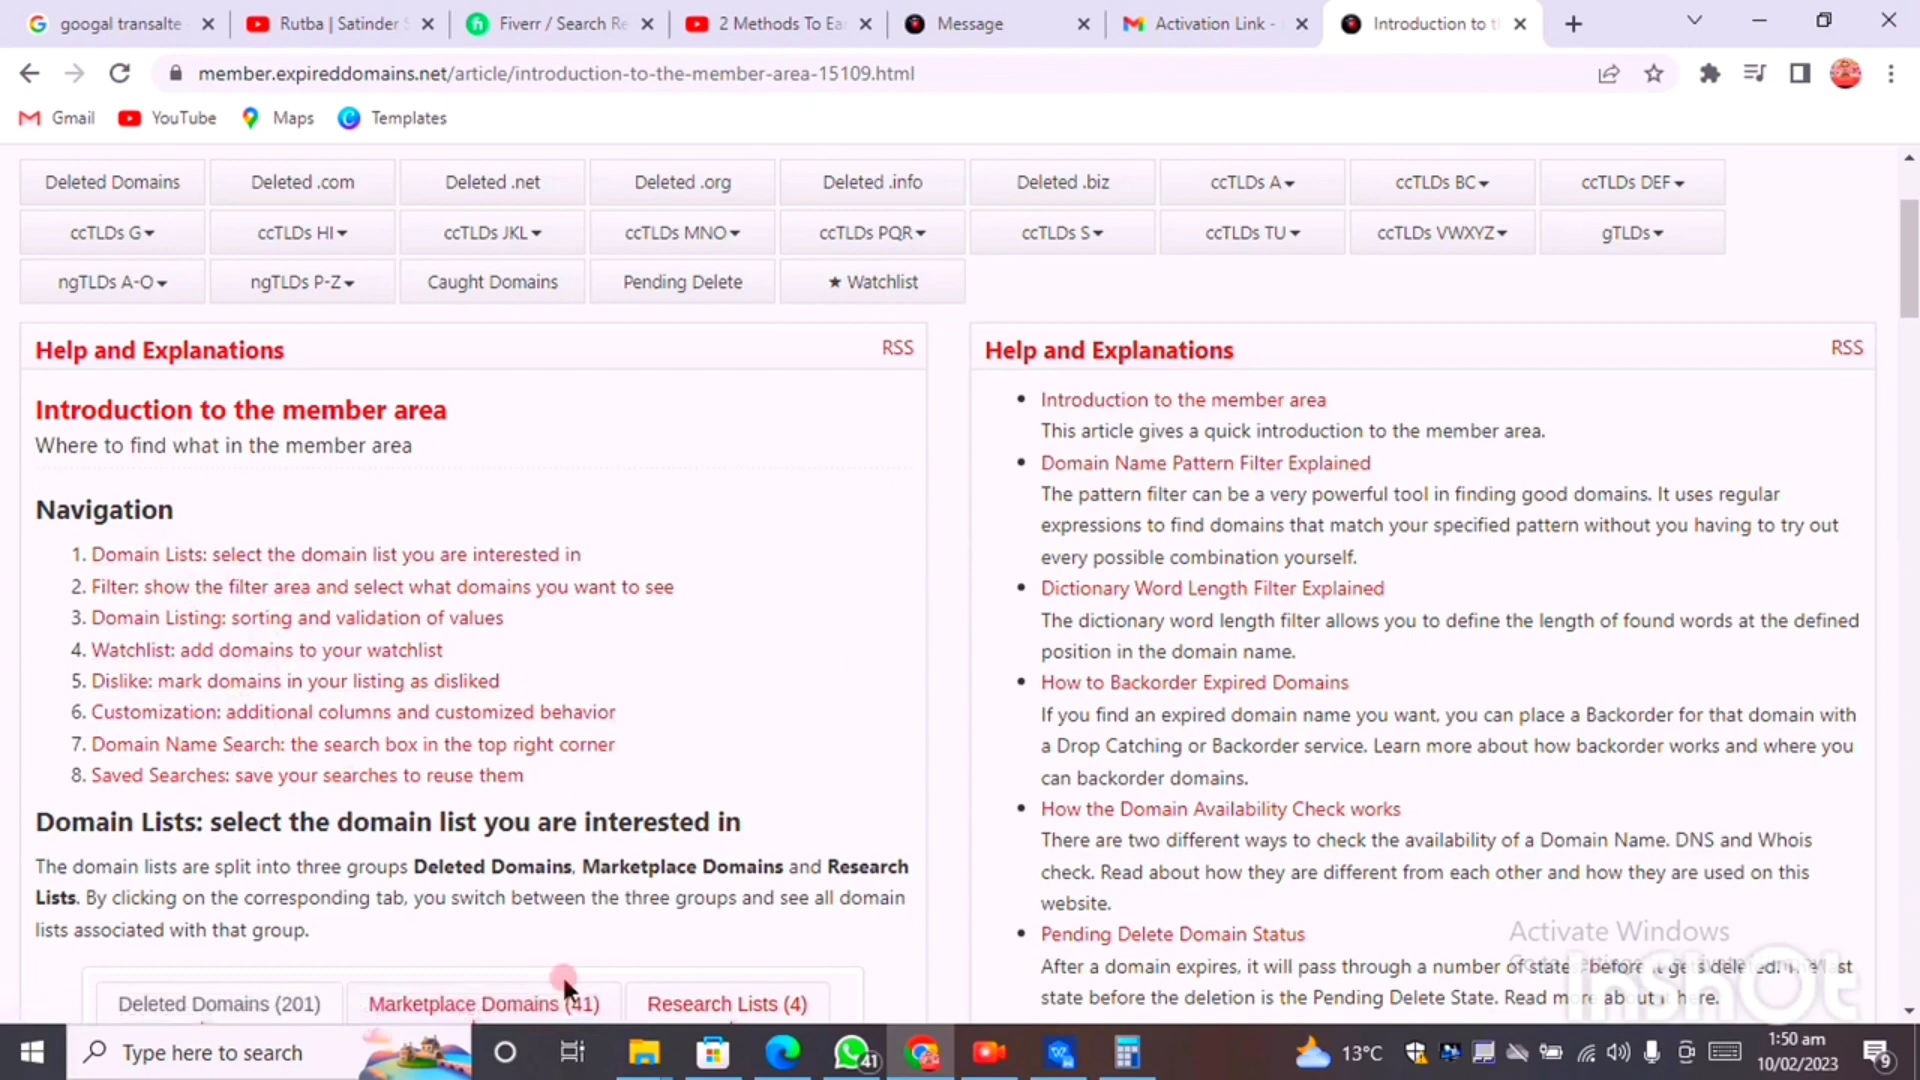 googal transalte
Rutba | Satinder S
Fiverr / Search Re
2 Methods To Ear
Message
Activation Link -
Introduction to th
member.expireddomains.net/article/introduction-to-the-member-area-15109.html
Gmail
YouTube
Maps
Templates
Deleted Domains
Deleted .com
Deleted .net
Deleted .org
Deleted .info
Deleted .biz
ccTLDs A
ccTLDs BC
ccTLDs DEF
ccTLDs G
ccTLDs HI
ccTLDs JKL
ccTLDs MNO
ccTLDs PQR
ccTLDs S
ccTLDs TU
ccTLDs VWXYZ
gTLDs
ngTLDs A-O
ngTLDs P-Z
Caught Domains
Pending Delete
★ Watchlist
Help and Explanations
RSS
Introduction to the member area
Where to find what in the member area
Navigation
1. Domain Lists: select the domain list you are interested in
2. Filter: show the filter area and select what domains you want to see
3. Domain Listing: sorting and validation of values
4. Watchlist: add domains to your watchlist
5. Dislike: mark domains in your listing as disliked
6. Customization: additional columns and customized behavior
7. Domain Name Search: the search box in the top right corner
8. Saved Searches: save your searches to reuse them
Domain Lists: select the domain list you are interested in
The domain lists are split into three groups Deleted Domains, Marketplace Domains and Research
Lists. By clicking on the corresponding tab, you switch between the three groups and see all domain
lists associated with that group.
Deleted Domains (201)
Marketplace Domains (41)
Research Lists (4)
Help and Explanations
RSS
• Introduction to the member area
This article gives a quick introduction to the member area.
• Domain Name Pattern Filter Explained
The pattern filter can be a very powerful tool in finding good domains. It uses regular
expressions to find domains that match your specified pattern without you having to try out
every possible combination yourself.
• Dictionary Word Length Filter Explained
The dictionary word length filter allows you to define the length of found words at the defined
position in the domain name.
• How to Backorder Expired Domains
If you find an expired domain name you want, you can place a Backorder for that domain with
a Drop Catching or Backorder service. Learn more about how backorder works and where you
can backorder domains.
• How the Domain Availability Check works
There are two different ways to check the availability of a Domain Name. DNS and Whois
check. Read about how they are different from each other and how they are used on this
website.
• Pending Delete Domain Status
After a domain expires, it will pass through a number of states, before it gets deleted. The last
state before the deletion is the Pending Delete State. Read more about it here.
Activate Windows
InShot
Type here to search
41
13°C
1:50 am
10/02/2023
9